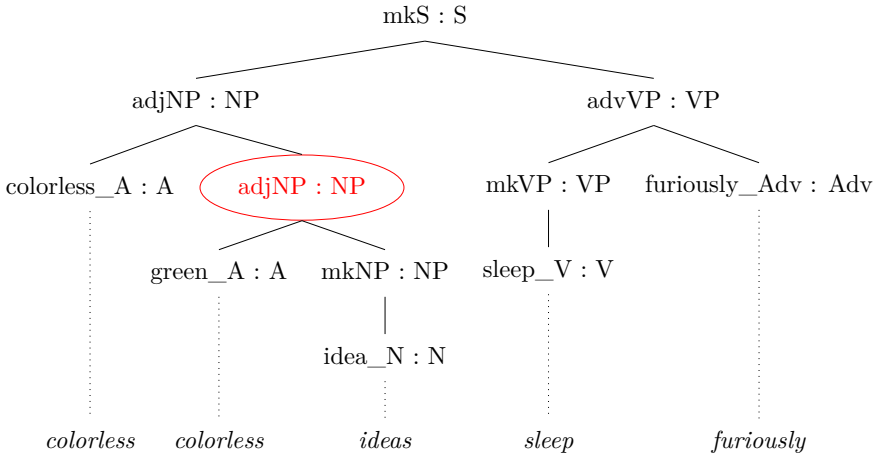 mkS : S
adjNP : NP advVP : VP
colorless_A : A adjNP : NP mkVP : VP furiously_Adv : Adv
green_A : A mkNP : NP sleep_V : V
idea_N : N
colorless colorless ideas sleep furiously